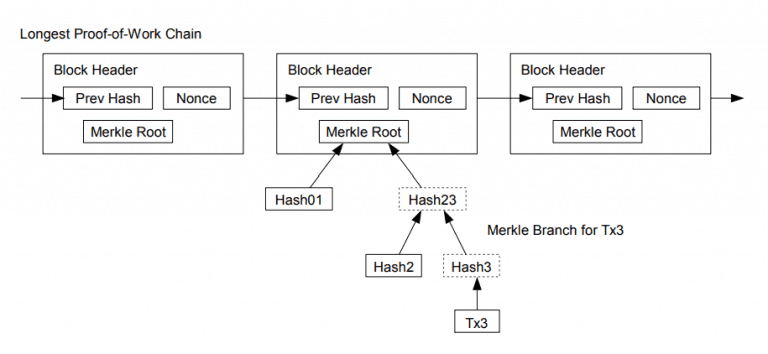 Longest Proof-of-Work Chain
Block Header
Prev Hash
Nonce
Merkle Root
Block Header
Prev Hash
Nonce
Merkle Root
Block Header
Prev Hash
Nonce
Merkle Root
Hash01
Hash23
Merkle Branch for Tx3
Hash2
Hash3
Tx3